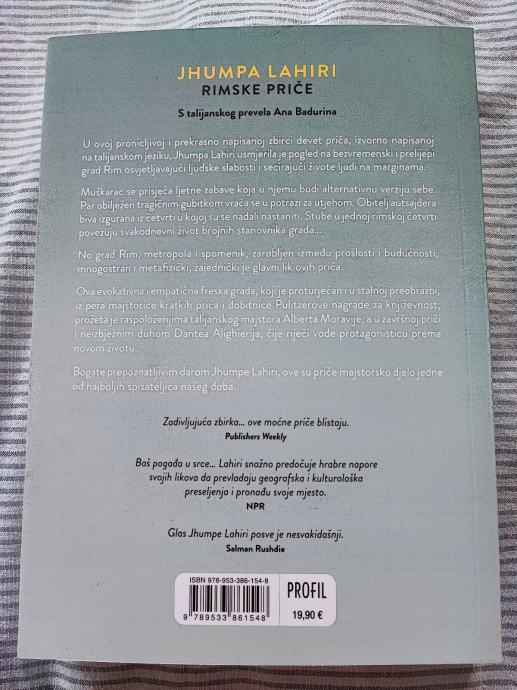 JHUMPA LAHIRI
RIMSKE PRIČE
S talijanskog prevela Ana Badurina
U ovoj pronicljivoj i prekrasno napisanoj zbirci devet priča, izvorno napisanoj
na talijanskom jeziku, Jhumpa Lahiri usmjerila je pogled na bezvremenski i prelijepi
grad Rim osvjetljavajući ljudske slabosti i secirajući živote ljudi na marginama.
Muškarac se prisjeća ljetne zabave koja u njemu budi alternativnu verziju sebe.
Par obilježen tragičnim gubitkom vraća se u potrazi za utjehom. Obitelj autsajdera
biva izgurana iz četvrti u kojoj su se nadali nastaniti. Stube u jednoj rimskoj četvrti
povezuju svakodnevni život brojnih stanovnika grada...
No grad Rim, metropola i spomenik, zarobljen između prošlosti i budućnosti,
mnogostran i metafizički, zajednički je glavni lik ovih priča.
Ova evokativna i empatična freska grada, koji je proturječan i u stalnoj preobrazbi,
iz pera majstorice kratkih priča i dobitnice Pulitzerove nagrade za književnost,
prožeta je raspoloženjima talijanskog majstora Alberta Moravije, a u završnoj priči
i neizbježnim duhom Dantea Alighierija, čije riječi vode protagonisticu prema
novom životu.
Bogate prepoznatljivim darom Jhumpe Lahiri, ove su priče majstorsko djelo jedne
od najboljih spisateljica našeg doba.
Zadivljujuća zbirka... ove moćne priče blistaju.
Publishers Weekly
Baš pogađa u srce... Lahiri snažno predočuje hrabre napore
svojih likova da prevladaju geografska i kulturološka
preseljenja i pronađu svoje mjesto.
NPR
Glas Jhumpe Lahiri posve je nesvakidašnji.
Salman Rushdie
ISBN 978-953-386-154-8
9 789533 861548
PROFIL
19,90 €